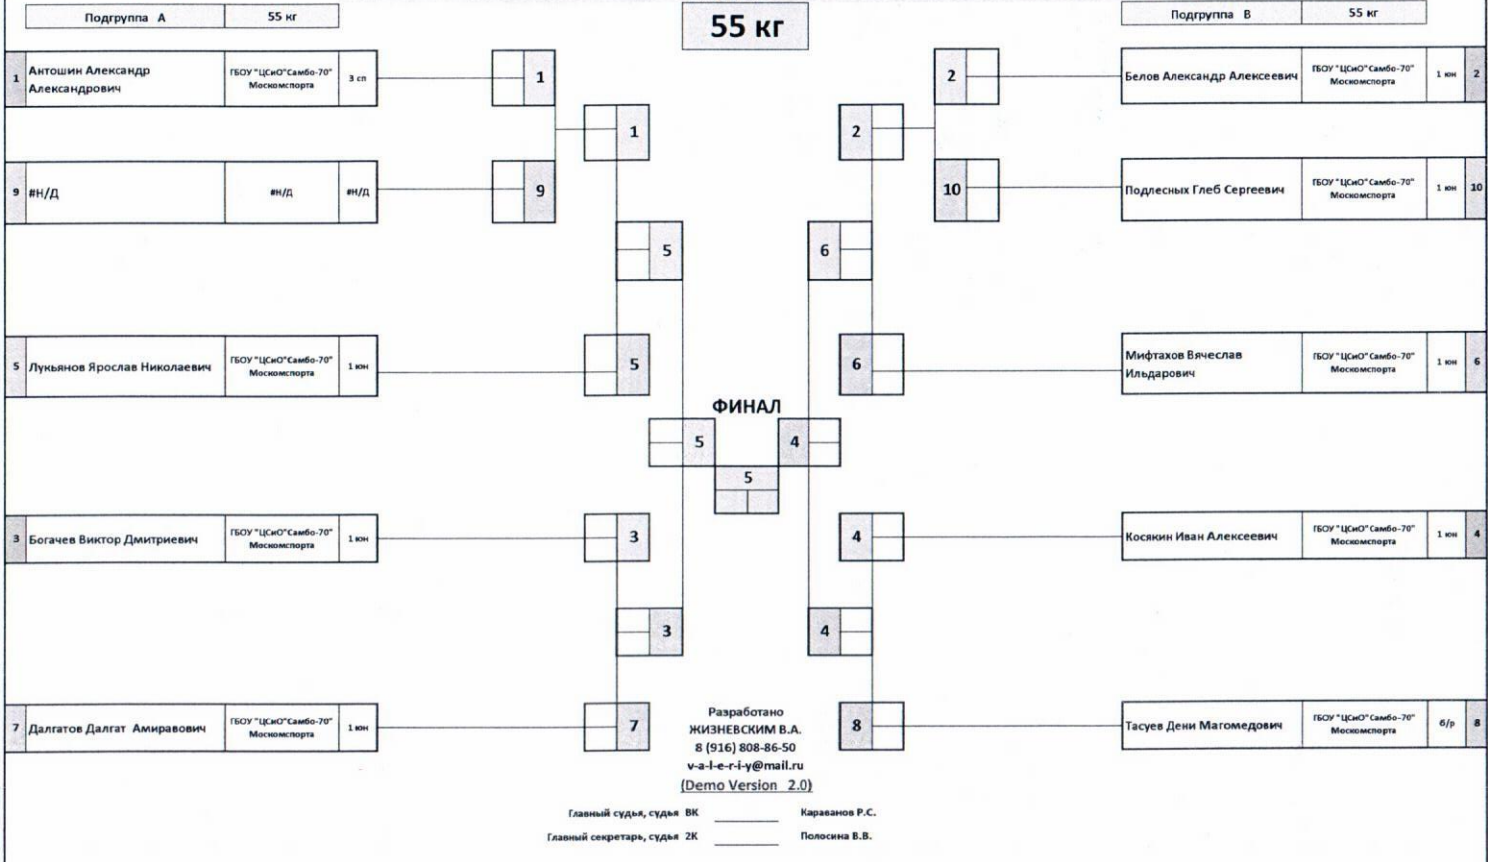 Подгруппа А
55 кг
55 кг
Подгруппа В
55 кг
1
Антошин Александр
Александрович
ГБОУ "ЦСиО"Самбо-70"
Москомспорта
3 сп
1
9
#Н/Д
#Н/Д
#Н/Д
9
1
5
5
Лукьянов Ярослав Николаевич
ГБОУ "ЦСиО"Самбо-70"
Москомспорта
1 юн
5
3
Богачев Виктор Дмитриевич
ГБОУ "ЦСиО"Самбо-70"
Москомспорта
1 юн
3
3
7
Далгатов Далгат Амиравович
ГБОУ "ЦСиО"Самбо-70"
Москомспорта
1 юн
7
ФИНАЛ
5
4
5
2
Белов Александр Алексеевич
ГБОУ "ЦСиО"Самбо-70"
Москомспорта
1 юн
2
2
10
Подлесных Глеб Сергеевич
ГБОУ "ЦСиО"Самбо-70"
Москомспорта
1 юн
10
6
6
Мифтахов Вячеслав
Ильдарович
ГБОУ "ЦСиО"Самбо-70"
Москомспорта
1 юн
6
4
Косякин Иван Алексеевич
ГБОУ "ЦСиО"Самбо-70"
Москомспорта
1 юн
4
4
8
Тасуев Дени Магомедович
ГБОУ "ЦСиО"Самбо-70"
Москомспорта
б/р
8
Разработано
ЖИЗНЕВСКИМ В.А.
8 (916) 808-86-50
v-a-l-e-r-i-y@mail.ru
(Demo Version 2.0)
Главный судья, судья ВК
Караванов Р.С.
Главный секретарь, судья 2К
Полосина В.В.